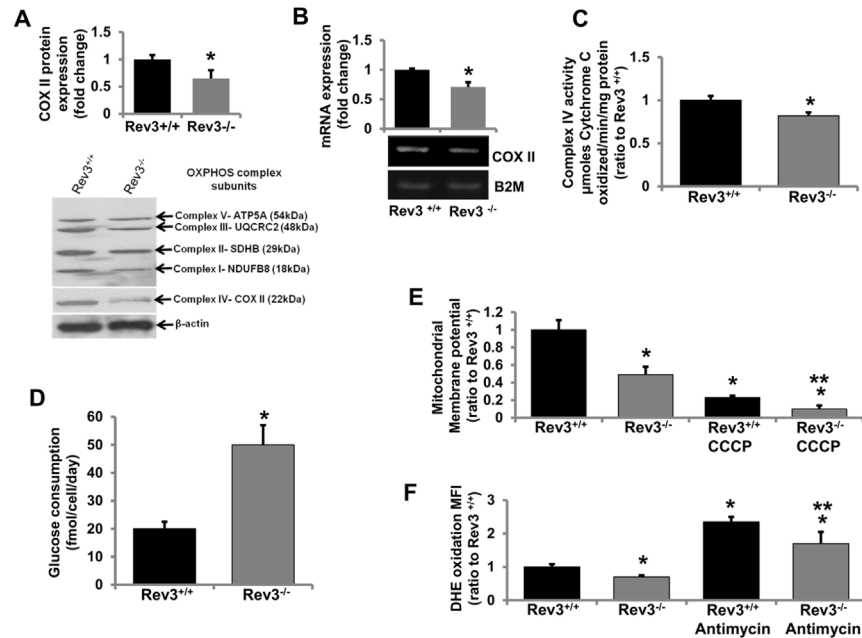 A
COX II protein
expression
(fold change)
1.5
1
0.5
0
*
Rev3+/+ Rev3-/-
Rev3+/+
Rev3-/-
OXPHOS complex
subunits
Complex V- ATP5A (54kDa)
Complex III- UQCRC2 (48kDa)
Complex II- SDHB (29kDa)
Complex I- NDUFB8 (18kDa)
Complex IV- COX II (22kDa)
β-actin
B
mRNA expression
(fold change)
1.5
1
0.5
0
*
COX II
B2M
Rev3 +/+ Rev3 -/-
C
Complex IV activity
µmoles Cytchrome C
oxidized/min/mg protein
(ratio to Rev3 +/+)
1.5
1
0.5
0
*
Rev3+/+ Rev3-/-
D
Glucose consumption
(fmol/cell/day)
60
50
40
30
20
10
0
*
Rev3+/+ Rev3-/-
E
Mitochondrial
Membrane potential
(ratio to Rev3 +/+)
1.2
1
0.8
0.6
0.4
0.2
0
*
*
**
*
Rev3+/+ Rev3-/- Rev3+/+ Rev3-/-
CCCP CCCP
F
DHE oxidation MFI
(ratio to Rev3 +/+)
3
2
1
0
*
*
**
*
Rev3+/+ Rev3-/- Rev3+/+ Rev3-/-
Antimycin Antimycin